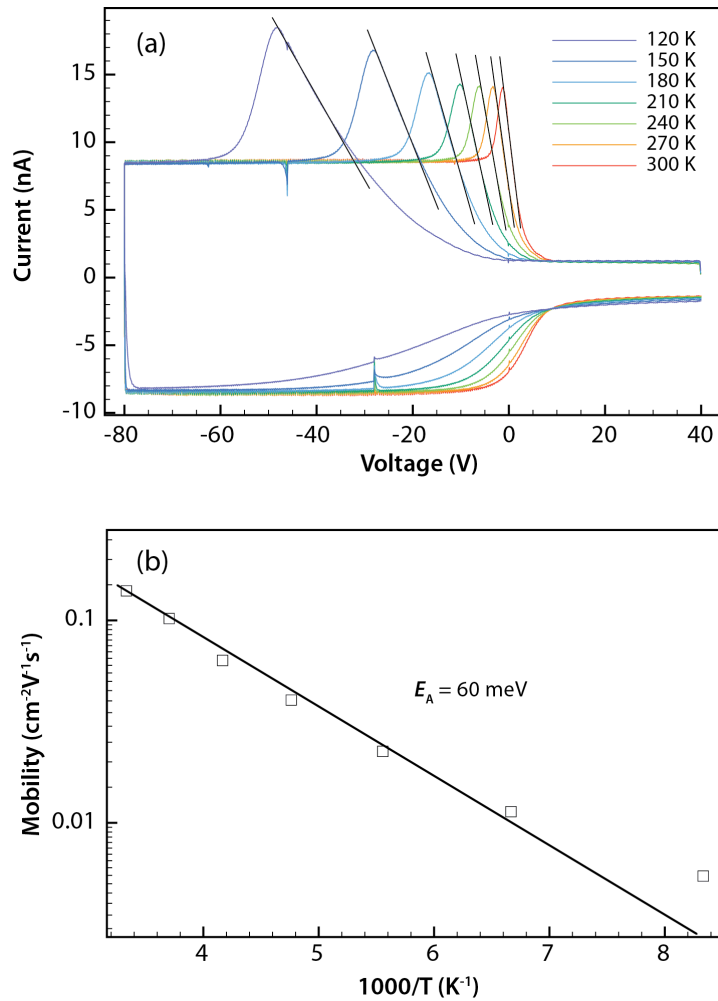 (a)
120 K
150 K
180 K
210 K
240 K
270 K
300 K
15
10
5
0
-5
-10
Current (nA)
-80
-60
-40
-20
0
20
40
Voltage (V)
(b)
0.1
0.01
Mobility (cm⁻²V⁻¹s⁻¹)
E_A = 60 meV
4
5
6
7
8
1000/T (K⁻¹)